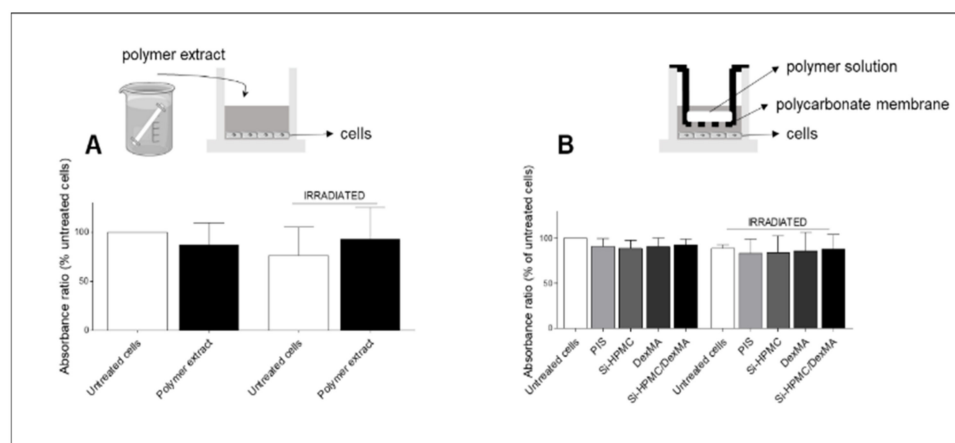 polymer extract
cells
A
polymer solution
polycarbonate membrane
cells
B
Absorbance ratio (% untreated cells)
100
50
0
IRRADIATED
Untreated cells
Polymer extract
Untreated cells
Polymer extract
Absorbance ratio (% of untreated cells)
100
50
0
IRRADIATED
Untreated cells
PIS
Si-HPMC
DexMA
Si-HPMC/DexMA
Untreated cells
PIS
Si-HPMC
DexMA
Si-HPMC/DexMA